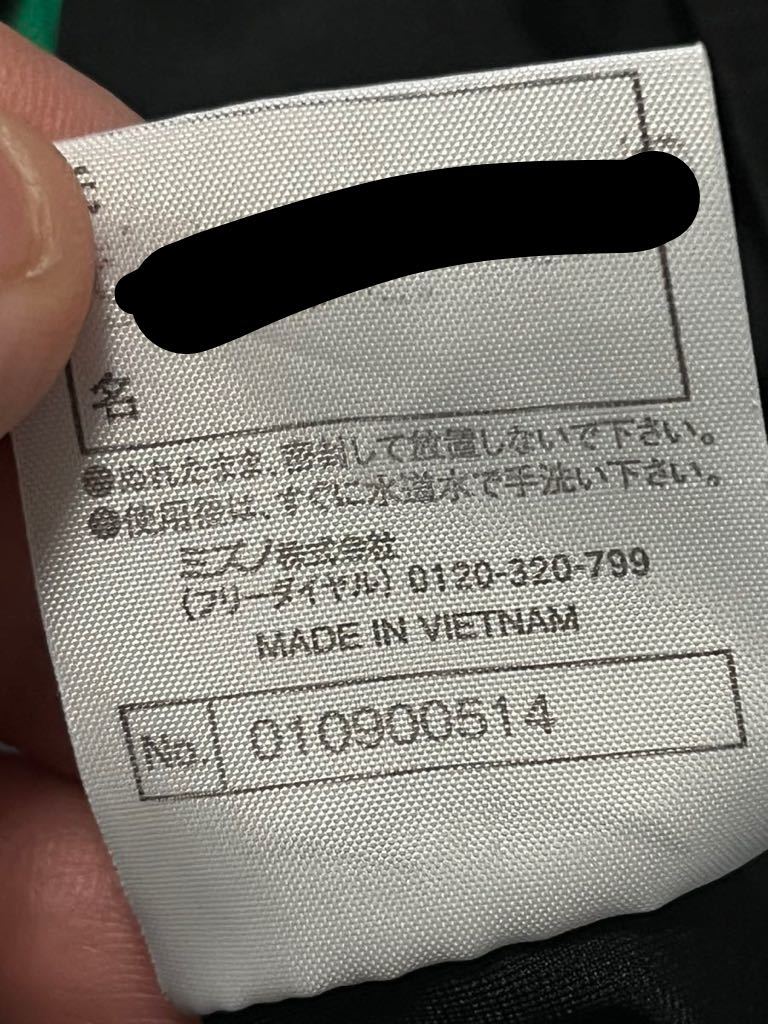 名
●ぬれたまま、密封して放置しないで下さい。
●使用後は、すぐに水道水で手洗い下さい。
ミズノ株式会社
(フリーダイヤル) 0120-320-799
MADE IN VIETNAM
No. 010900514